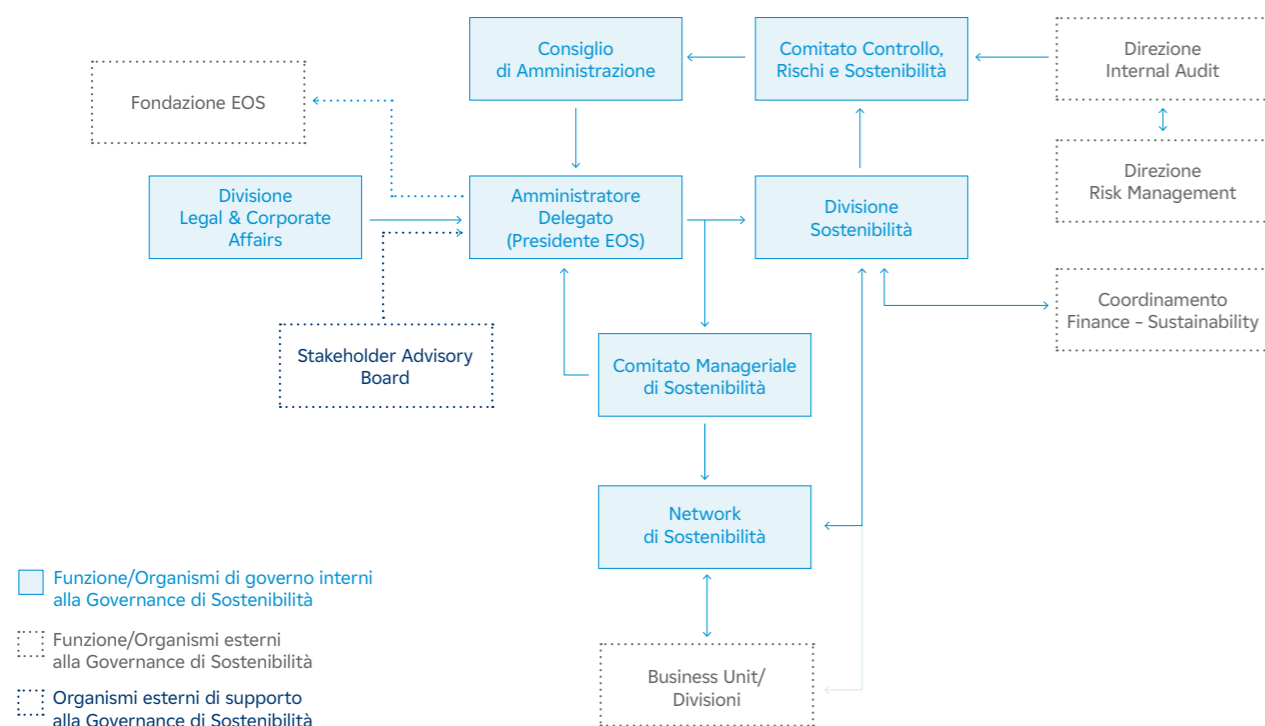 Consiglio
di Amministrazione
Comitato Controllo,
Rischi e Sostenibilità
Direzione
Internal Audit
Fondazione EOS
Divisione
Legal & Corporate
Affairs
Amministratore
Delegato
(Presidente EOS)
Divisione
Sostenibilità
Direzione
Risk Management
Stakeholder Advisory
Board
Comitato Manageriale
di Sostenibilità
Coordinamento
Finance - Sustainability
Network
di Sostenibilità
Business Unit/
Divisioni
Funzione/Organismi di governo interni
alla Governance di Sostenibilità
Funzione/Organismi esterni
alla Governance di Sostenibilità
Organismi esterni di supporto
alla Governance di Sostenibilità